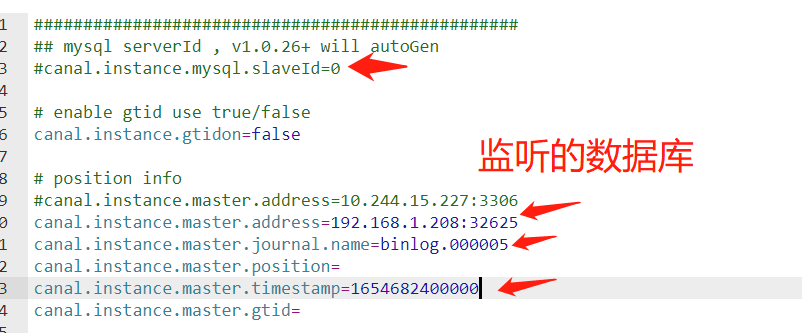 1 ################################################
2 ## mysql serverId , v1.0.26+ will autoGen
3 #canal.instance.mysql.slaveId=0
4
5 # enable gtid use true/false
6 canal.instance.gtidon=false
7
监听的数据库
8 # position info
9 #canal.instance.master.address=10.244.15.227:3306
0 canal.instance.master.address=192.168.1.208:32625
1 canal.instance.master.journal.name=binlog.000005
2 canal.instance.master.position=
3 canal.instance.master.timestamp=1654682400000
4 canal.instance.master.gtid=